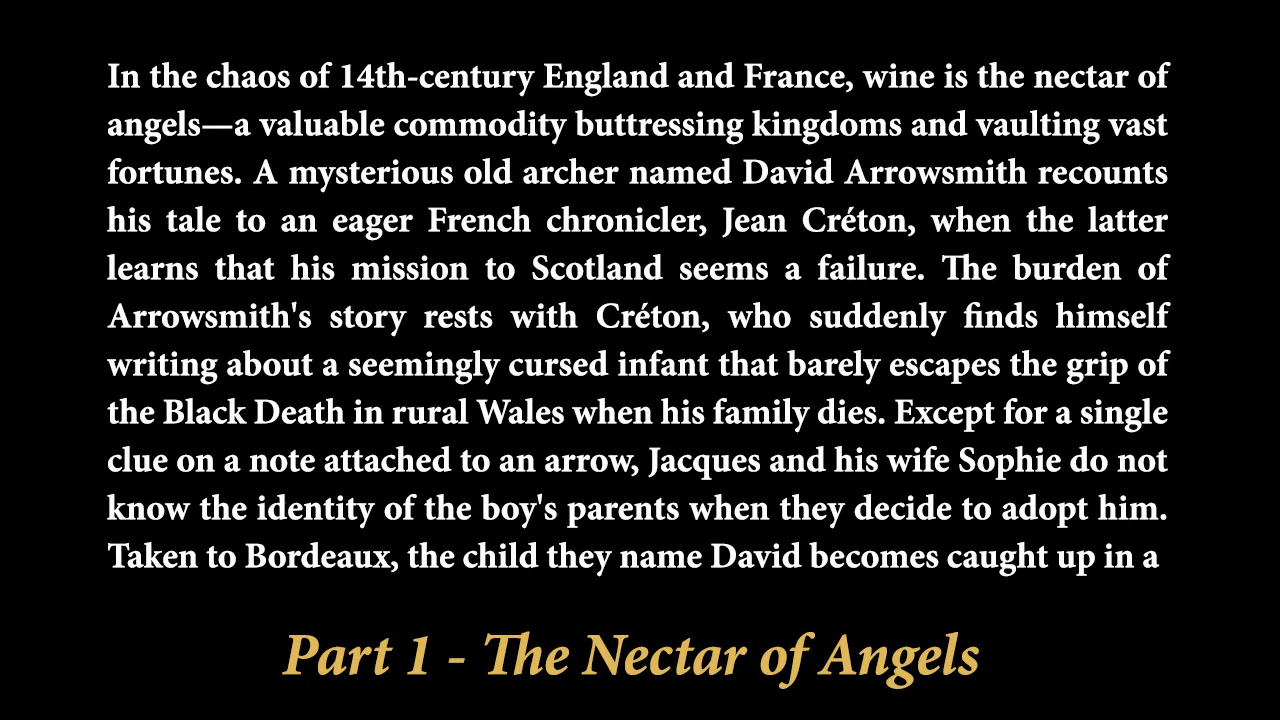 In the chaos of 14th-century England and France, wine is the nectar of
angels—a valuable commodity buttressing kingdoms and vaulting vast
fortunes. A mysterious old archer named David Arrowsmith recounts
his tale to an eager French chronicler, Jean Créton, when the latter
learns that his mission to Scotland seems a failure. The burden of
Arrowsmith's story rests with Créton, who suddenly finds himself
writing about a seemingly cursed infant that barely escapes the grip of
the Black Death in rural Wales when his family dies. Except for a single
clue on a note attached to an arrow, Jacques and his wife Sophie do not
know the identity of the boy's parents when they decide to adopt him.
Taken to Bordeaux, the child they name David becomes caught up in a
Part 1 - The Nectar of Angels